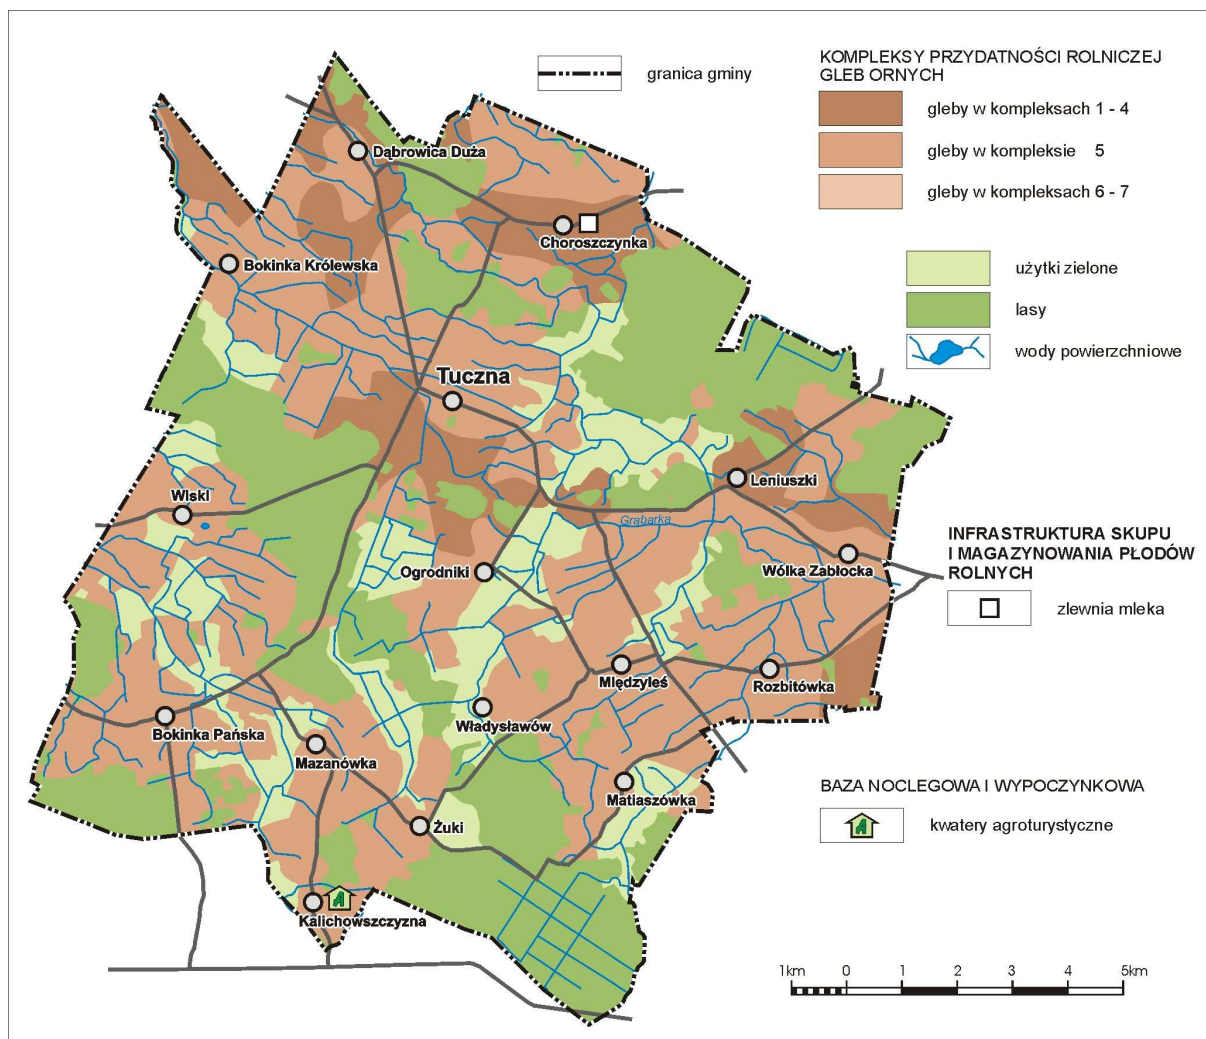 granica gminy
KOMPLEKSY PRZYDATNOŚCI ROLNICZEJ
GLEB ORNYCH
gleby w kompleksach 1 - 4
gleby w kompleksie 5
gleby w kompleksach 6 - 7
użytki zielone
lasy
wody powierzchniowe
INFRASTRUKTURA SKUPU
I MAGAZYNOWANIA PŁODÓW
ROLNYCH
zlewnia mleka
BAZA NOCLEGOWA I WYPOCZYNKOWA
A
kwatery agroturystyczne
1km 0 1 2 3 4 5km
Dąbrowica Duża
Choroszczynka
Bokinka Królewska
Tuczna
Leniuszki
Wiski
Grabarka
Ogrodniki
Wólka Zabłocka
Międzyleś
Rozbitówka
Władysławów
Bokinka Pańska
Mazanówka
Matiaszówka
Żuki
A
Kalichowszczyzna